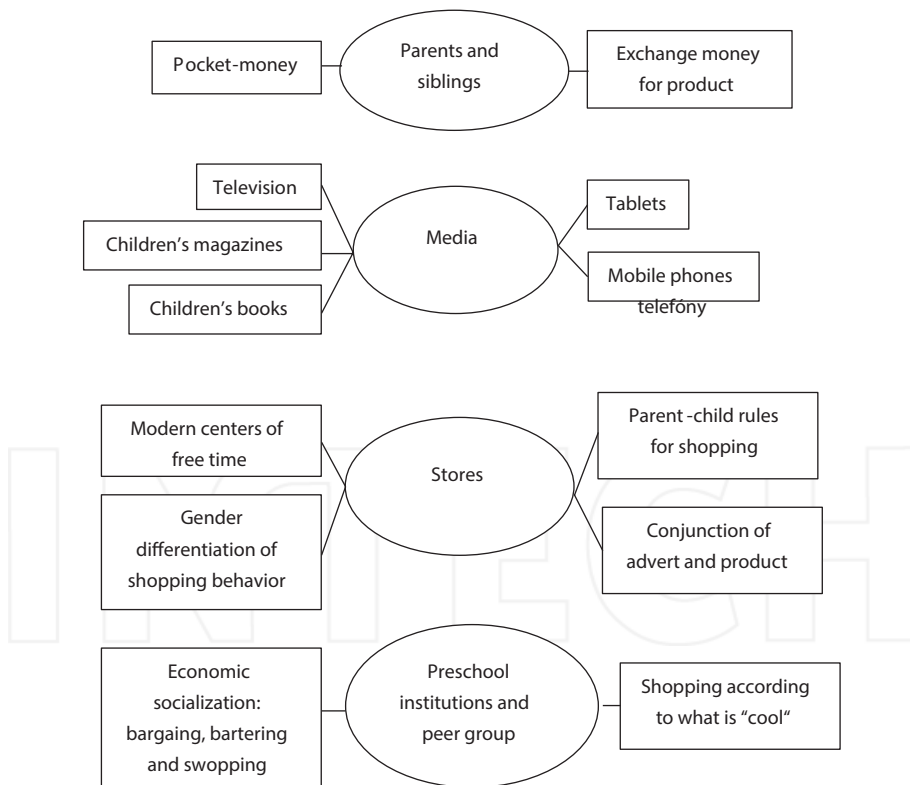 Pocket-money
Parents and
siblings
Exchange money
for product
Television
Children's magazines
Children's books
Media
Tablets
Mobile phones
telefóny
Modern centers of
free time
Gender
differentiation of
shopping behavior
Stores
Parent -child rules
for shopping
Conjunction of
advert and product
Economic
socialization:
bargaing, bartering
and swopping
Preschool
institutions and
peer group
Shopping according
to what is “cool“
INTECH